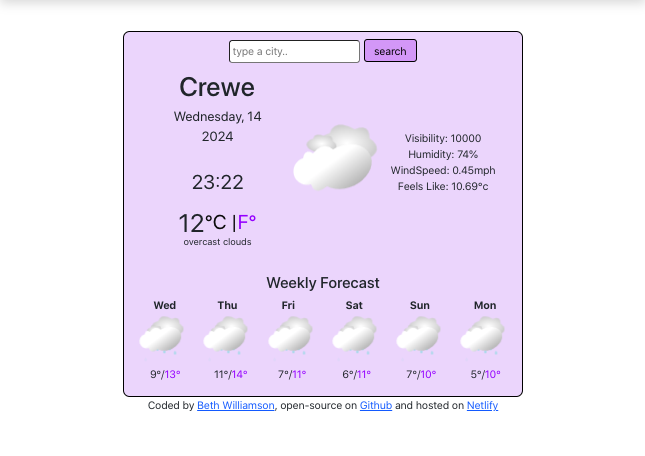 type a city..
search
Crewe
Wednesday, 14
2024
23:22
12°C |F°
overcast clouds
Visibility: 10000
Humidity: 74%
WindSpeed: 0.45mph
Feels Like: 10.69°c
Weekly Forecast
Wed Thu Fri Sat Sun Mon
9°/13° 11°/14° 7°/11° 6°/11° 7°/10° 5°/10°
Coded by Beth Williamson, open-source on Github and hosted on Netlify